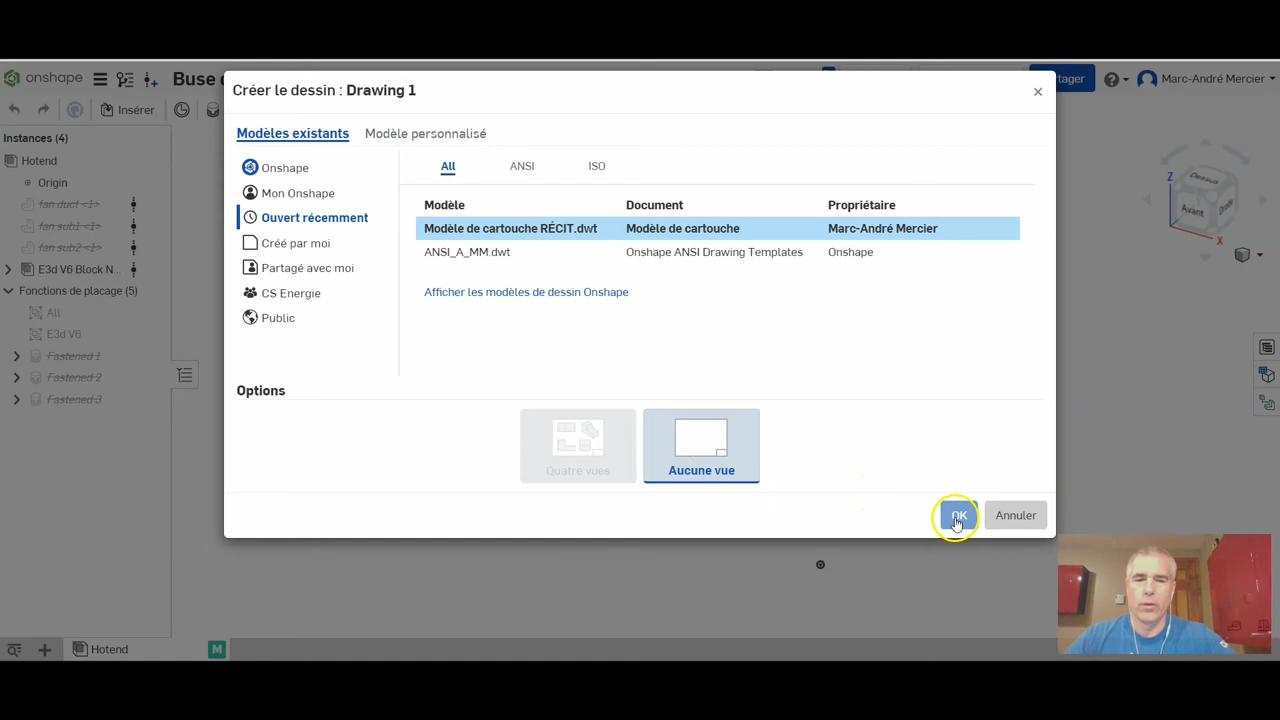 onshape
Buse d
artager
Marc-André Mercier
Insérer
Créer le dessin : Drawing 1
×
Modèles existants
Modèle personnalisé
Onshape
Mon Onshape
Ouvert récemment
Créé par moi
Partagé avec moi
CS Energie
Public
All
ANSI
ISO
Modèle
Document
Propriétaire
Modèle de cartouche RÉCIT.dwt
Modèle de cartouche
Marc-André Mercier
ANSI_A_MM.dwt
Onshape ANSI Drawing Templates
Onshape
Afficher les modèles de dessin Onshape
Options
Quatre vues
Aucune vue
OK
Annuler
Instances (4)
Hotend
Origin
fan duct <1>
fan sub1 <1>
fan sub2 <1>
E3d V6 Block N...
Fonctions de placage (5)
All
E3d V6
Fastened 1
Fastened 2
Fastened 3
Z
Dessus
Avant
Droite
X
Hotend
M